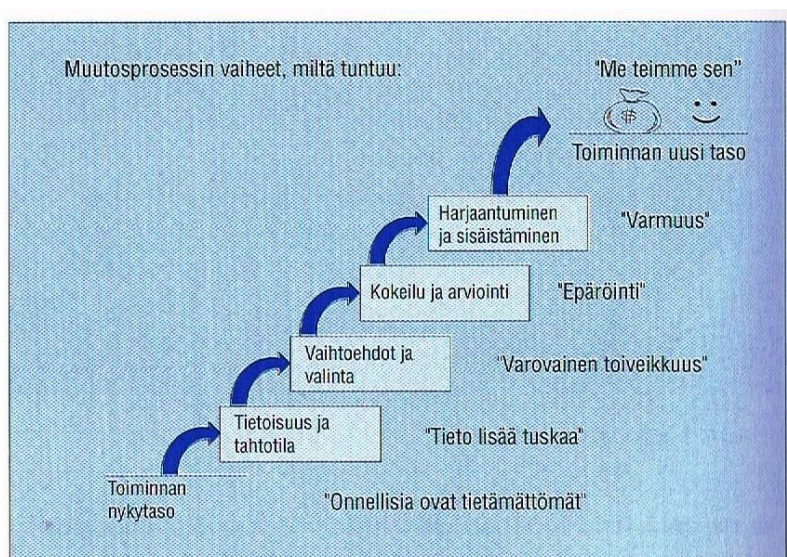 Muutosprosessin vaiheet, miltä tuntuu:
"Me teimme sen"
$
Toiminnan uusi taso
Harjaantuminen
ja sisäistäminen
"Varmuus"
Kokeilu ja arviointi
"Epäröinti"
Vaihtoehdot ja
valinta
"Varovainen toiveikkuus"
Tietoisuus ja
tahtotila
"Tieto lisää tuskaa"
Toiminnan
nykytaso
"Onnellisia ovat tietämättömät"